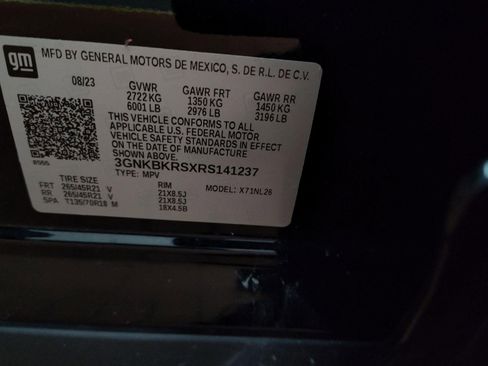 gm
MFD BY GENERAL MOTORS DE MEXICO, S. DE R.L. DE C.V.
08/23 GVWR GAWR FRT GAWR RR
2722 KG 1350 KG 1450 KG
6001 LB 2976 LB 3196 LB
THIS VEHICLE CONFORMS TO ALL
APPLICABLE U.S. FEDERAL MOTOR
VEHICLE SAFETY STANDARDS IN EFFECT
ON THE DATE OF MANUFACTURE
SHOWN ABOVE.
3GNKBKRSXRS141237
TYPE: MPV MODEL: X71NL26
TIRE SIZE RIM
FRT 265/45R21 V 21X8.5J
RR 265/45R21 V 21X8.5J
SPA T135/70R18 M 18X4.5B